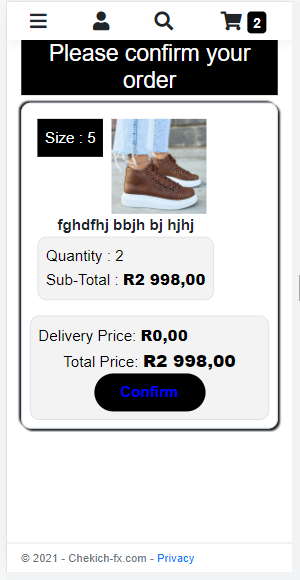 2
Please confirm your
order
Size : 5
fghdfhj bbjh bj hjhj
Quantity : 2
Sub-Total : R2 998,00
Delivery Price: R0,00
Total Price: R2 998,00
Confirm
© 2021 - Chekich-fx.com - Privacy